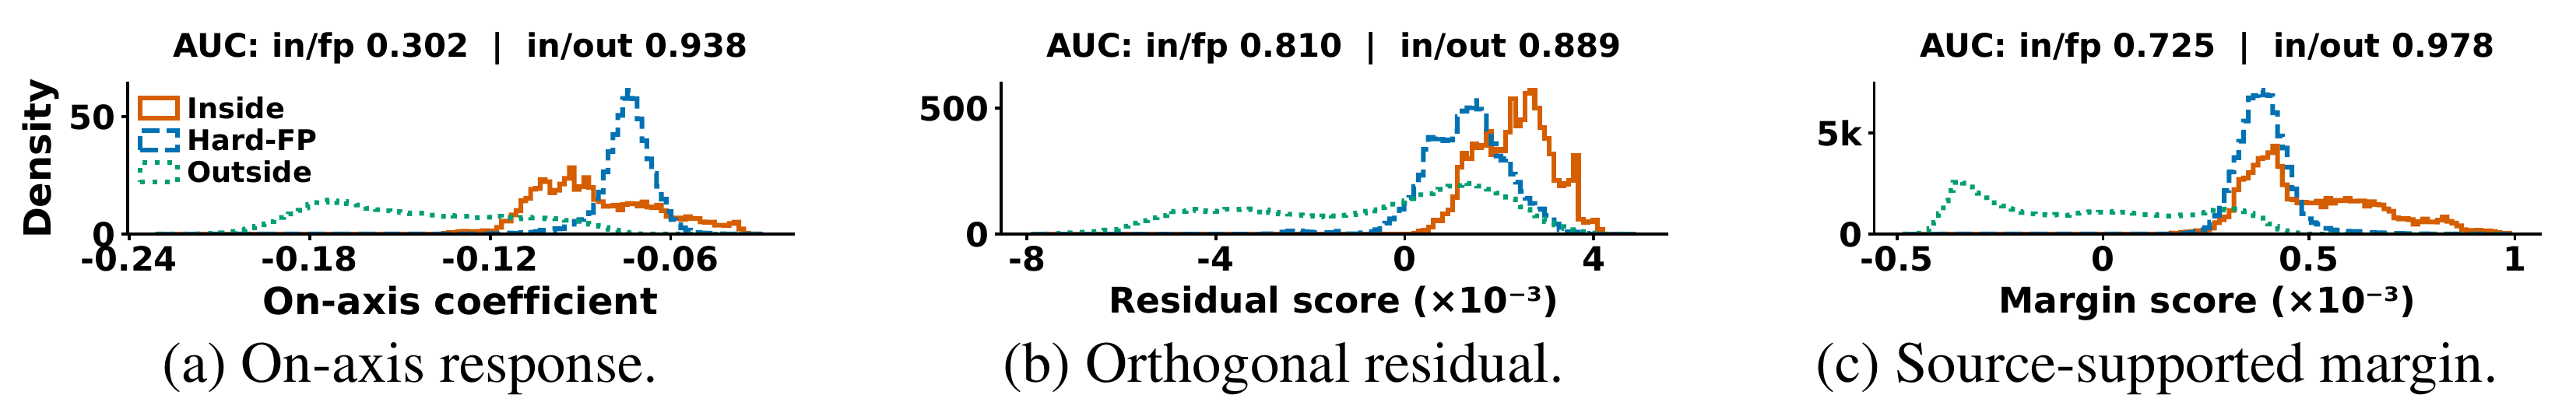 AUC: in/fp 0.302 | in/out 0.938
Density
50
0
Inside
Hard-FP
Outside
-0.24 -0.18 -0.12 -0.06
On-axis coefficient
(a) On-axis response.
AUC: in/fp 0.810 | in/out 0.889
500
0
-8 -4 0 4
Residual score (×10⁻³)
(b) Orthogonal residual.
AUC: in/fp 0.725 | in/out 0.978
5k
0
-0.5 0 0.5 1
Margin score (×10⁻³)
(c) Source-supported margin.